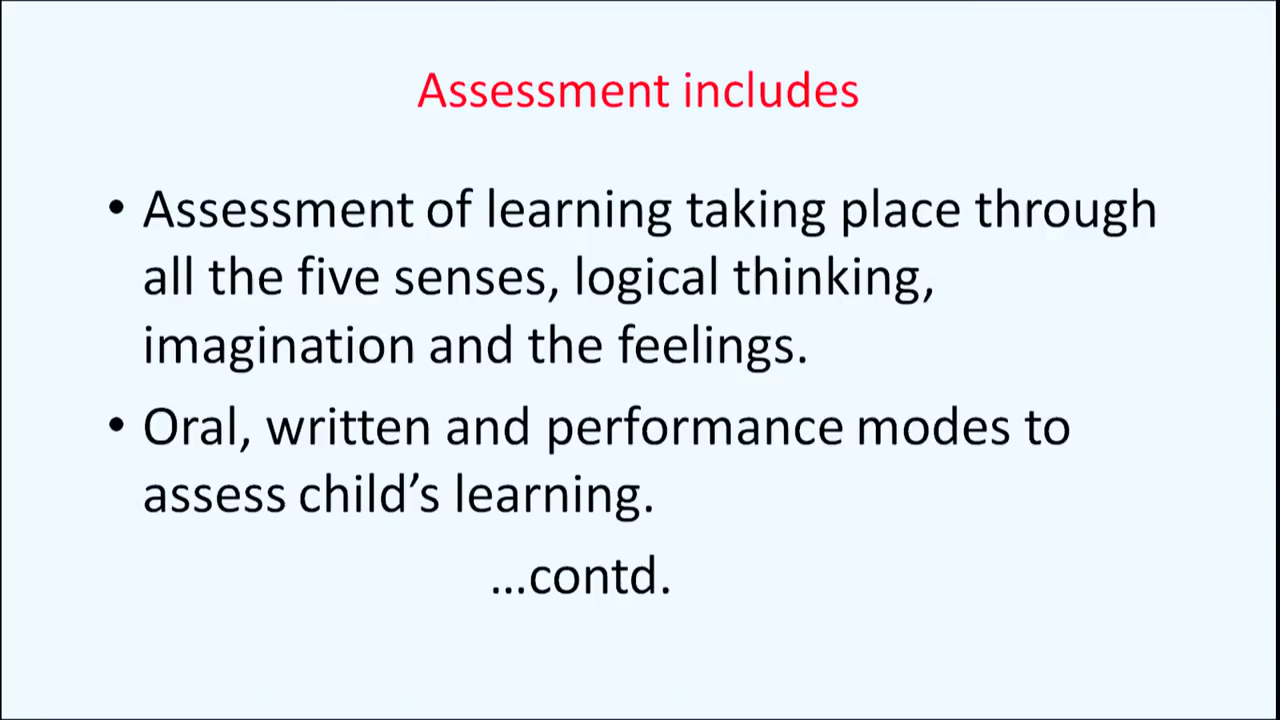 Assessment includes
• Assessment of learning taking place through
all the five senses, logical thinking,
imagination and the feelings.
• Oral, written and performance modes to
assess child’s learning.
...contd.